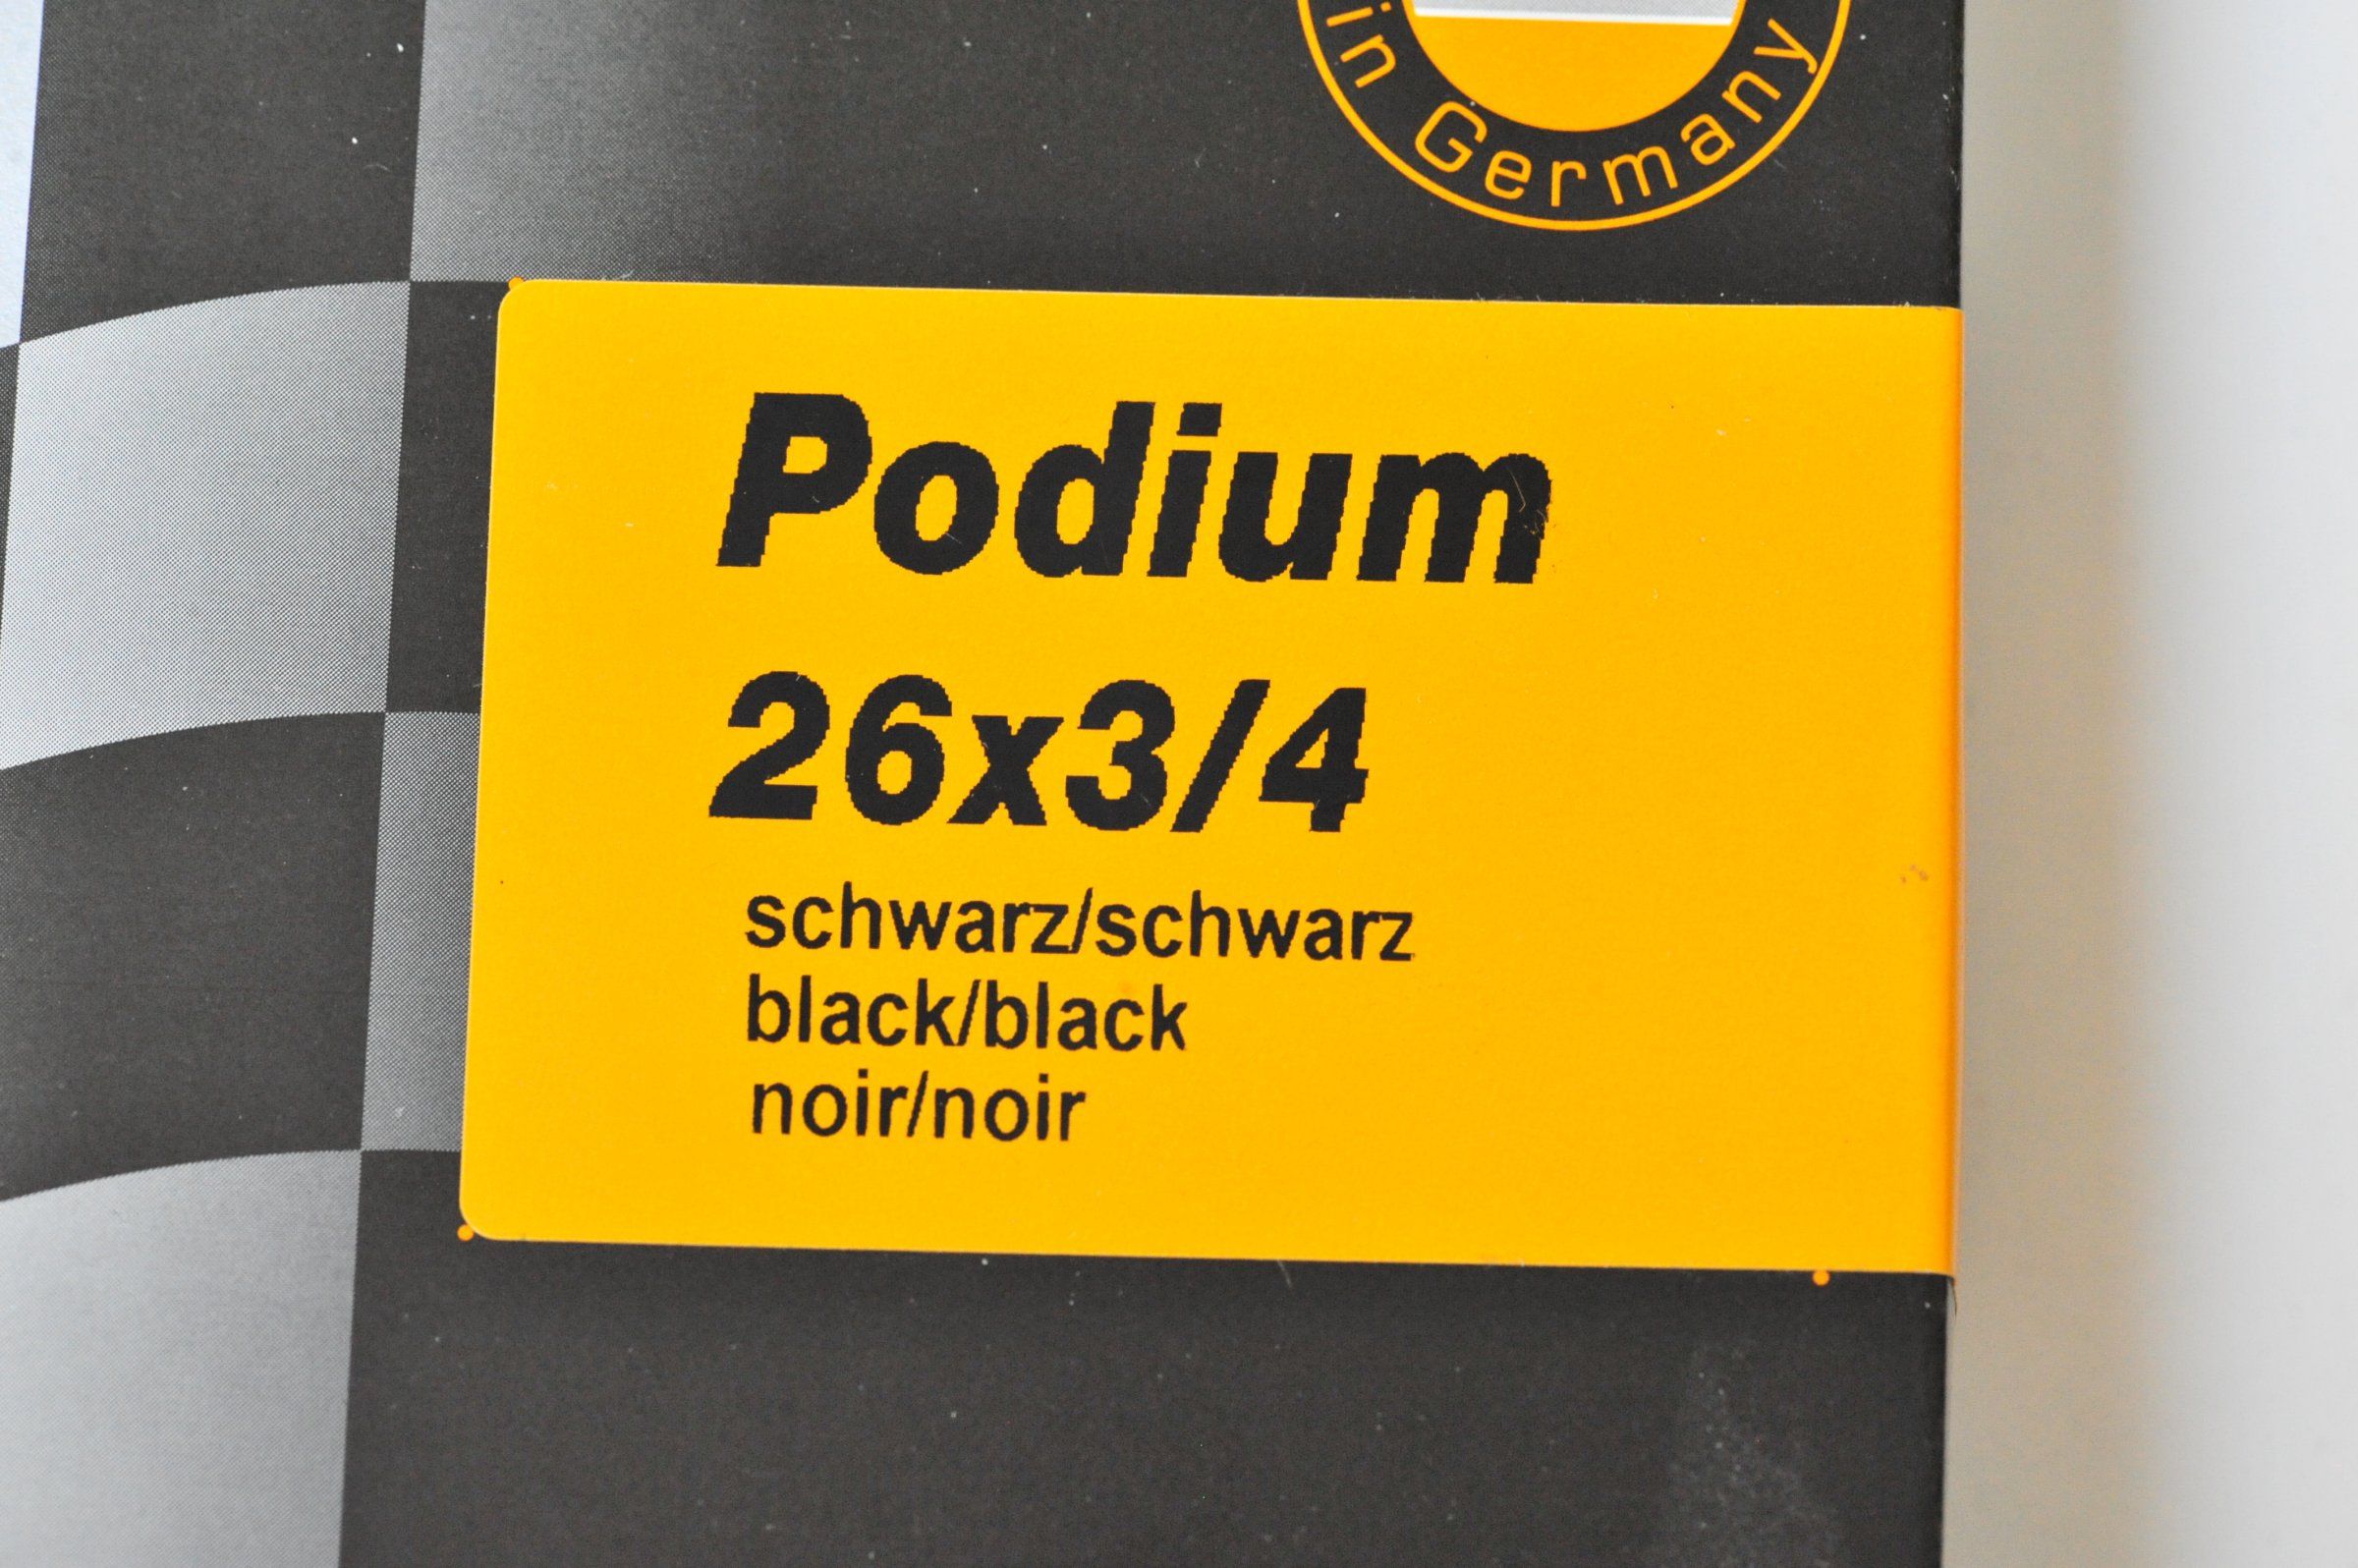 in Germany
Podium
26x3/4
schwarz/schwarz
black/black
noir/noir